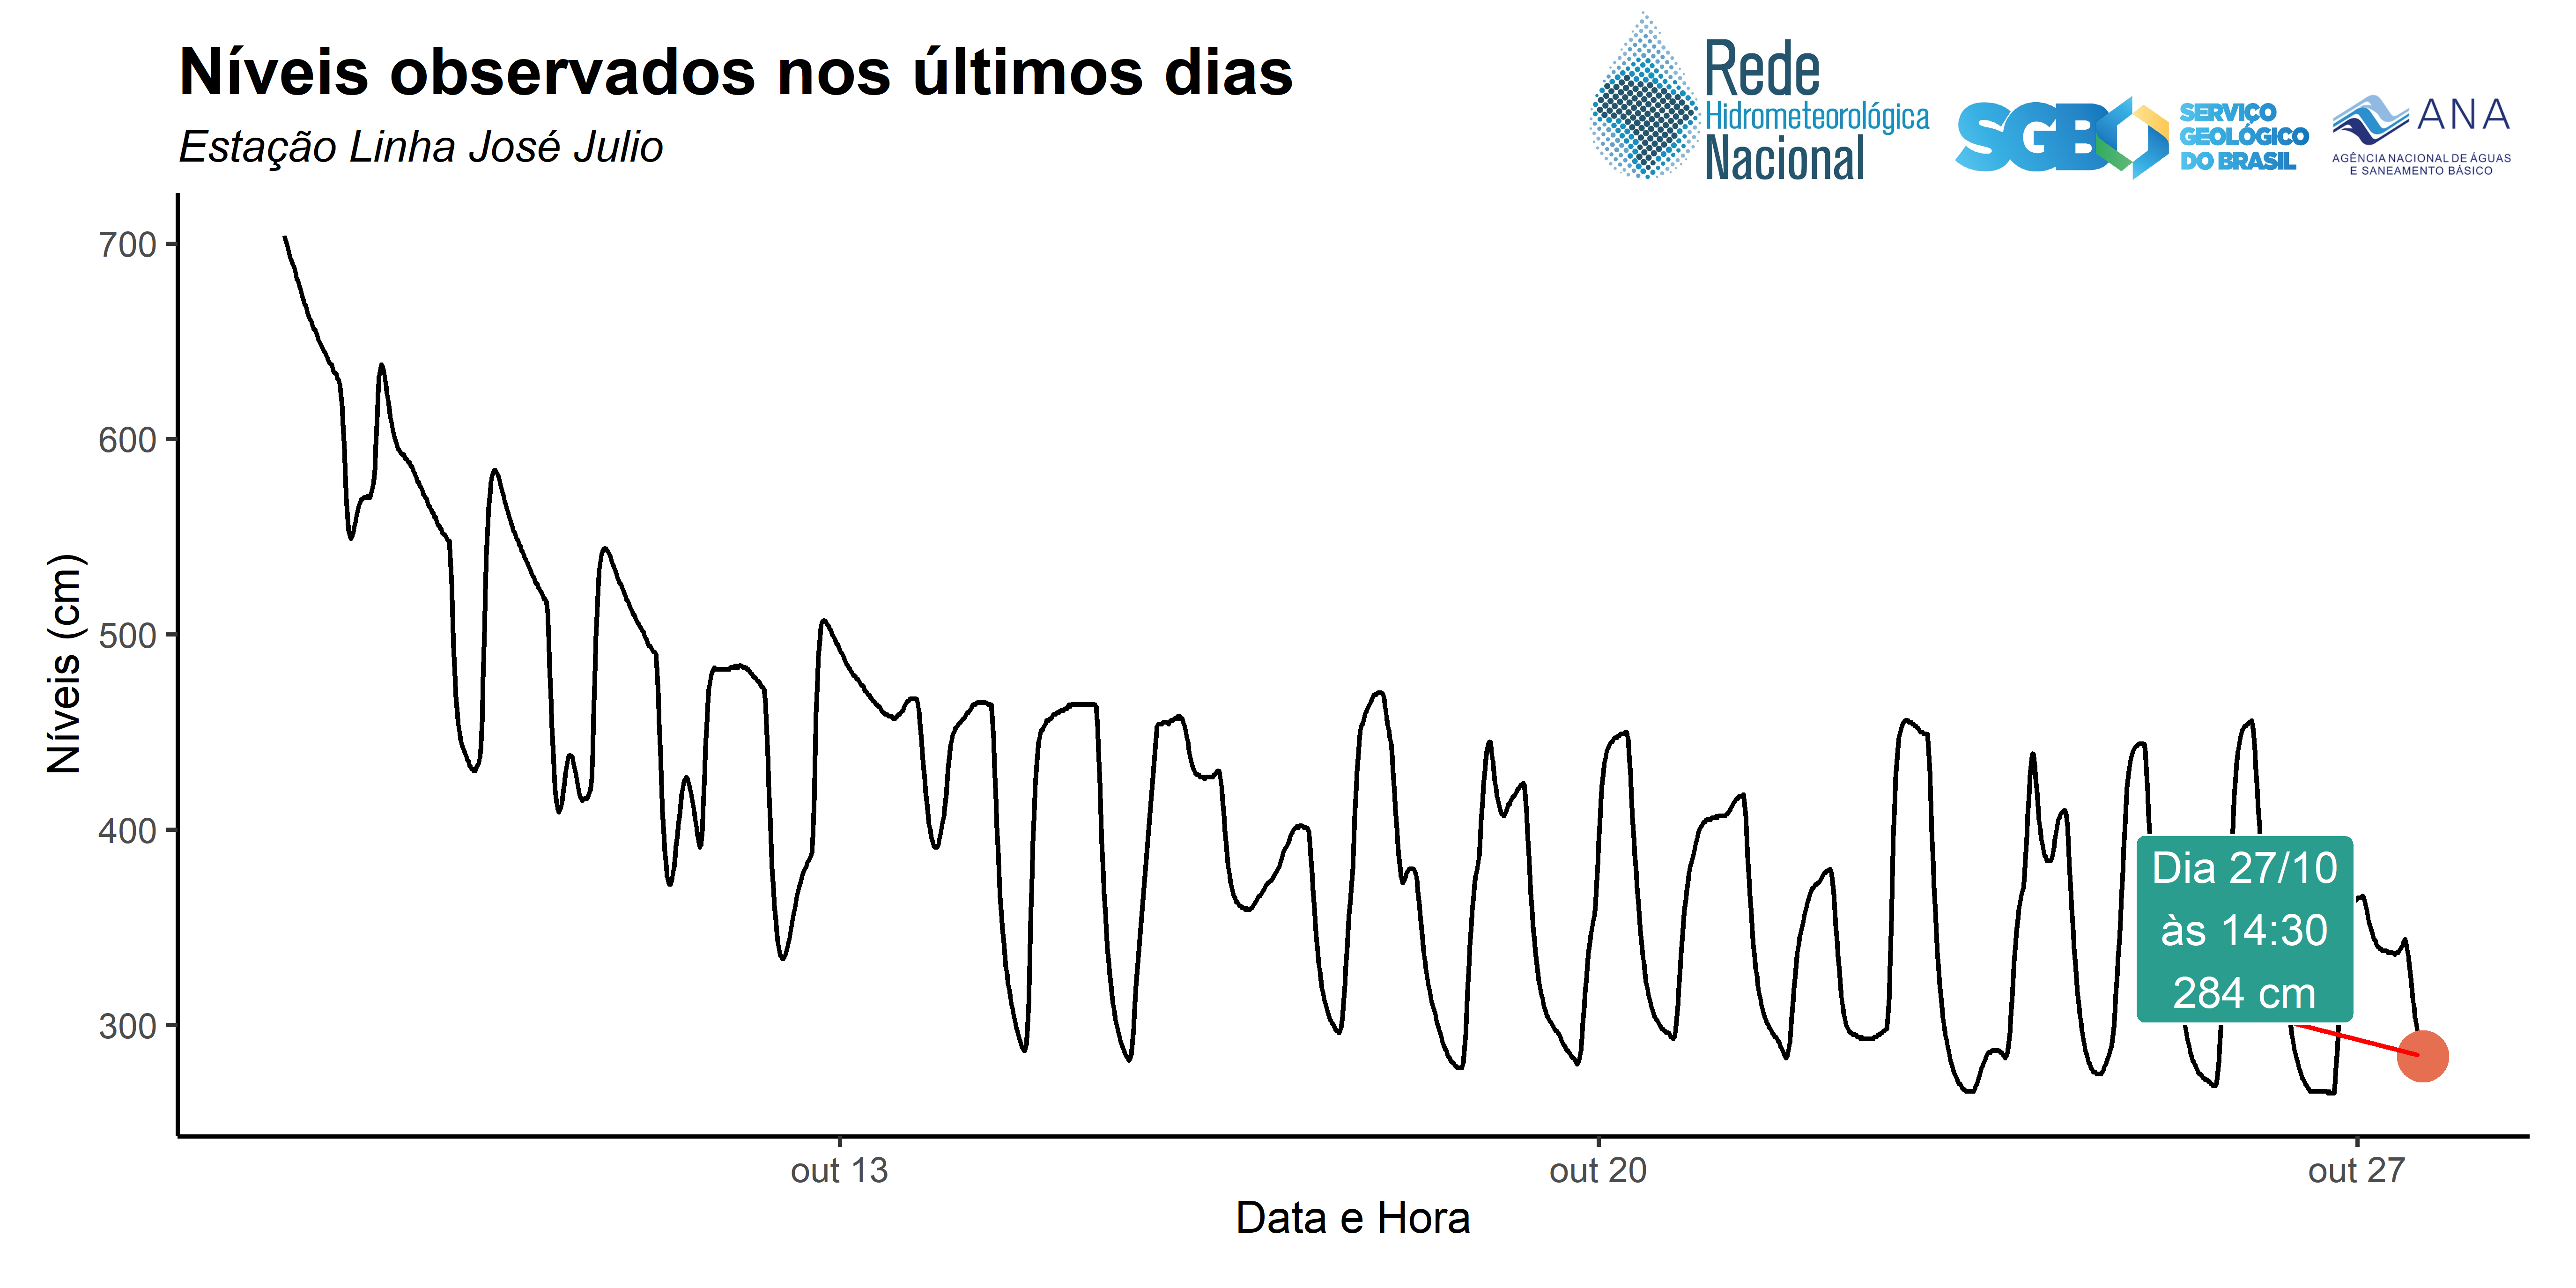 Níveis observados nos últimos dias
Estação Linha José Julio
Rede
Hidrometeorológica
Nacional
SGB
SERVIÇO
GEOLÓGICO
DO BRASIL
ANA
AGÊNCIA NACIONAL DE ÁGUAS
E SANEAMENTO BÁSICO
Níveis (cm)
700
600
500
400
300
Dia 27/10
às 14:30
284 cm
out 13
out 20
out 27
Data e Hora